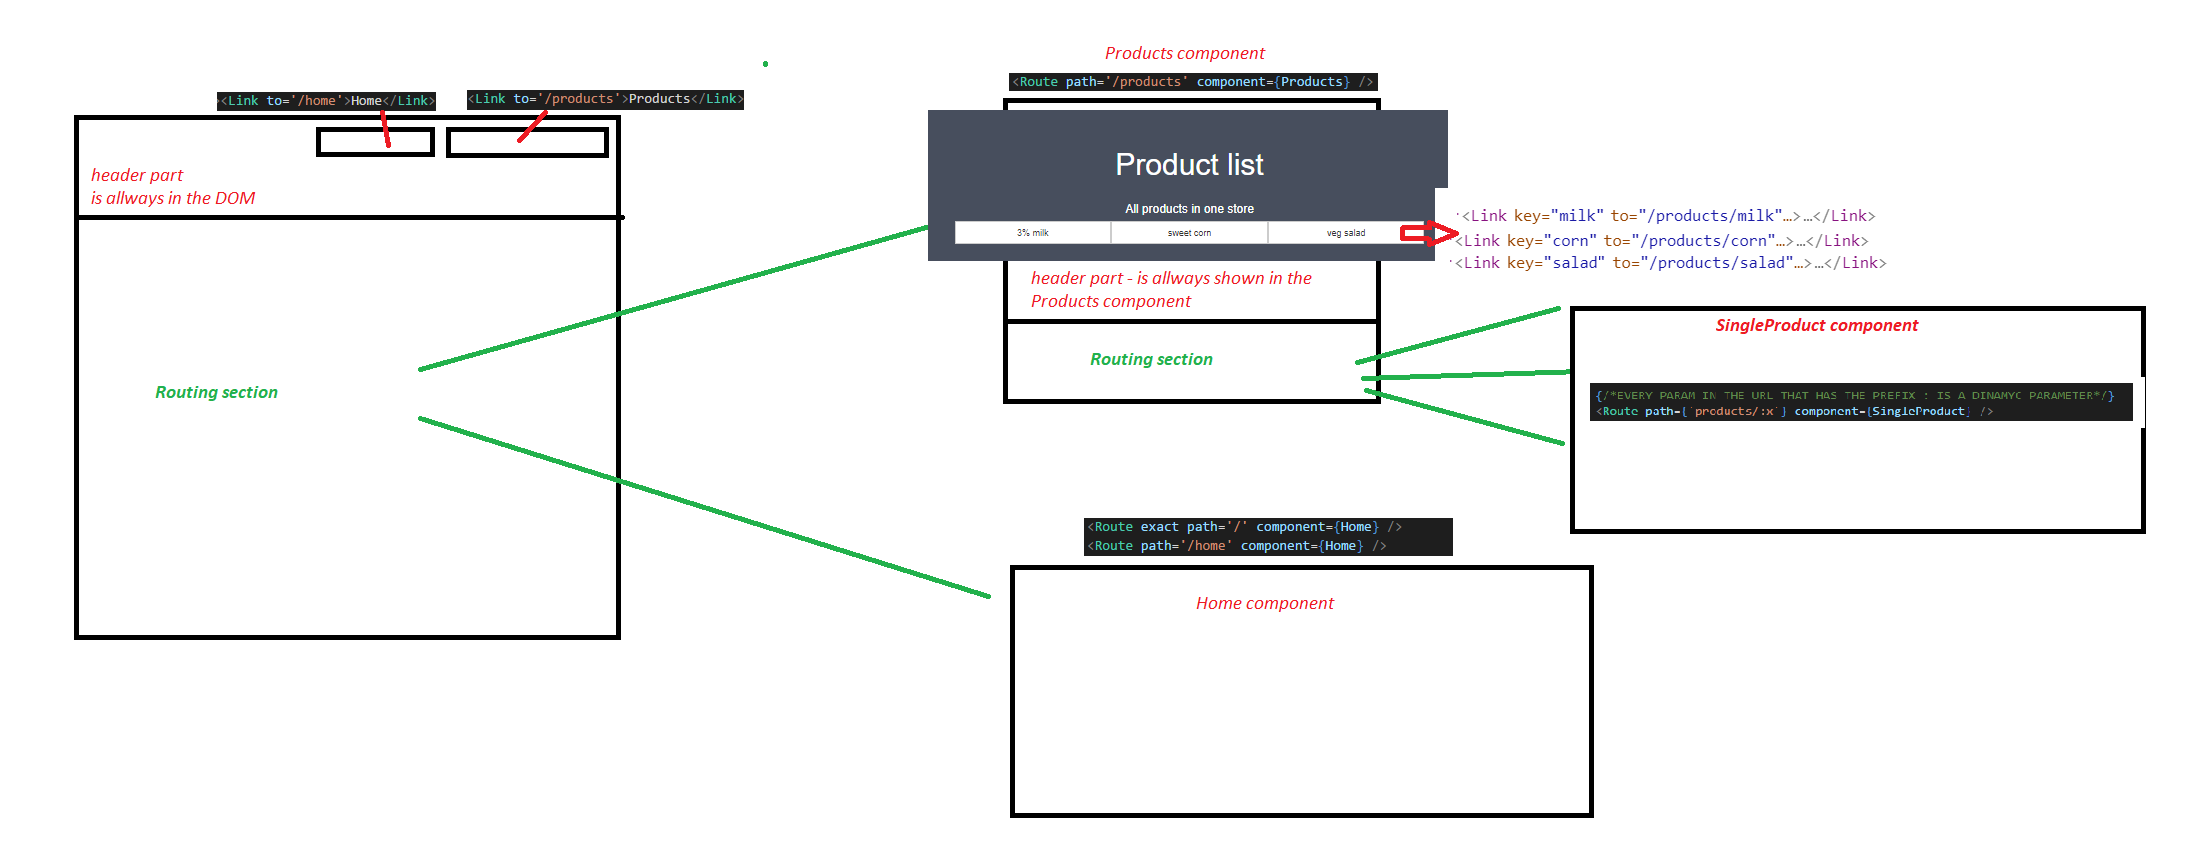 Products component
<Route path='/products' component={Products} />
<Link to='/home'>Home</Link>
<Link to='/products'>Products</Link>
header part
is allways in the DOM
Routing section
Product list
All products in one store
3% milk
sweet corn
veg salad
<Link key="milk" to="/products/milk"…>…</Link>
<Link key="corn" to="/products/corn"…>…</Link>
<Link key="salad" to="/products/salad"…>…</Link>
header part - is allways shown in the
Products component
Routing section
SingleProduct component
{/*EVERY PARAM IN THE URL THAT HAS THE PREFIX : IS A DINAMYC PARAMETER*/}
<Route path={`products/:x`} component={SingleProduct} />
<Route exact path='/' component={Home} />
<Route path='/home' component={Home} />
Home component